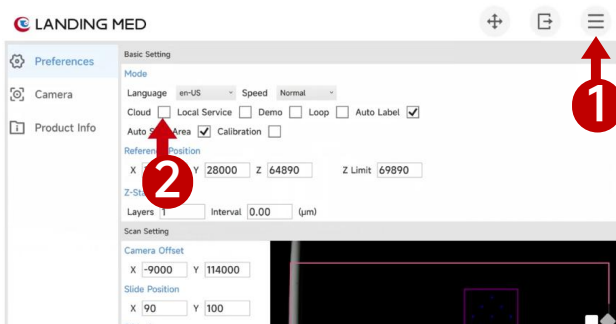 LANDING MED
Preferences
Camera
Product Info
Basic Setting
Mode
Language en-US Speed Normal
Cloud Local Service Demo Loop Auto Label
Auto Area Calibration
Position
X Y 28000 Z 64890 Z Limit 69890
Layers 1 Interval 0.00 (μm)
Scan Setting
Camera Offset
X -9000 Y 114000
Slide Position
X 90 Y 100
1
2